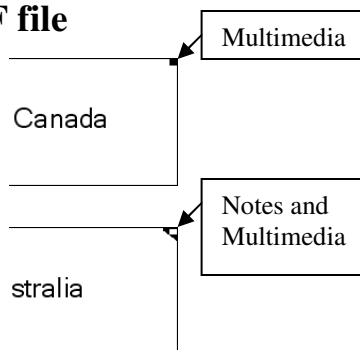 F file
Multimedia
Canada
Notes and
Multimedia
stralia